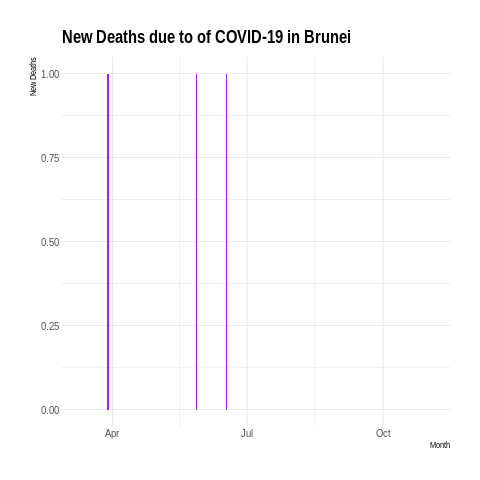 New Deaths due to of COVID-19 in Brunei
New Deaths
1.00
0.75
0.50
0.25
0.00
Apr
Jul
Oct
Month